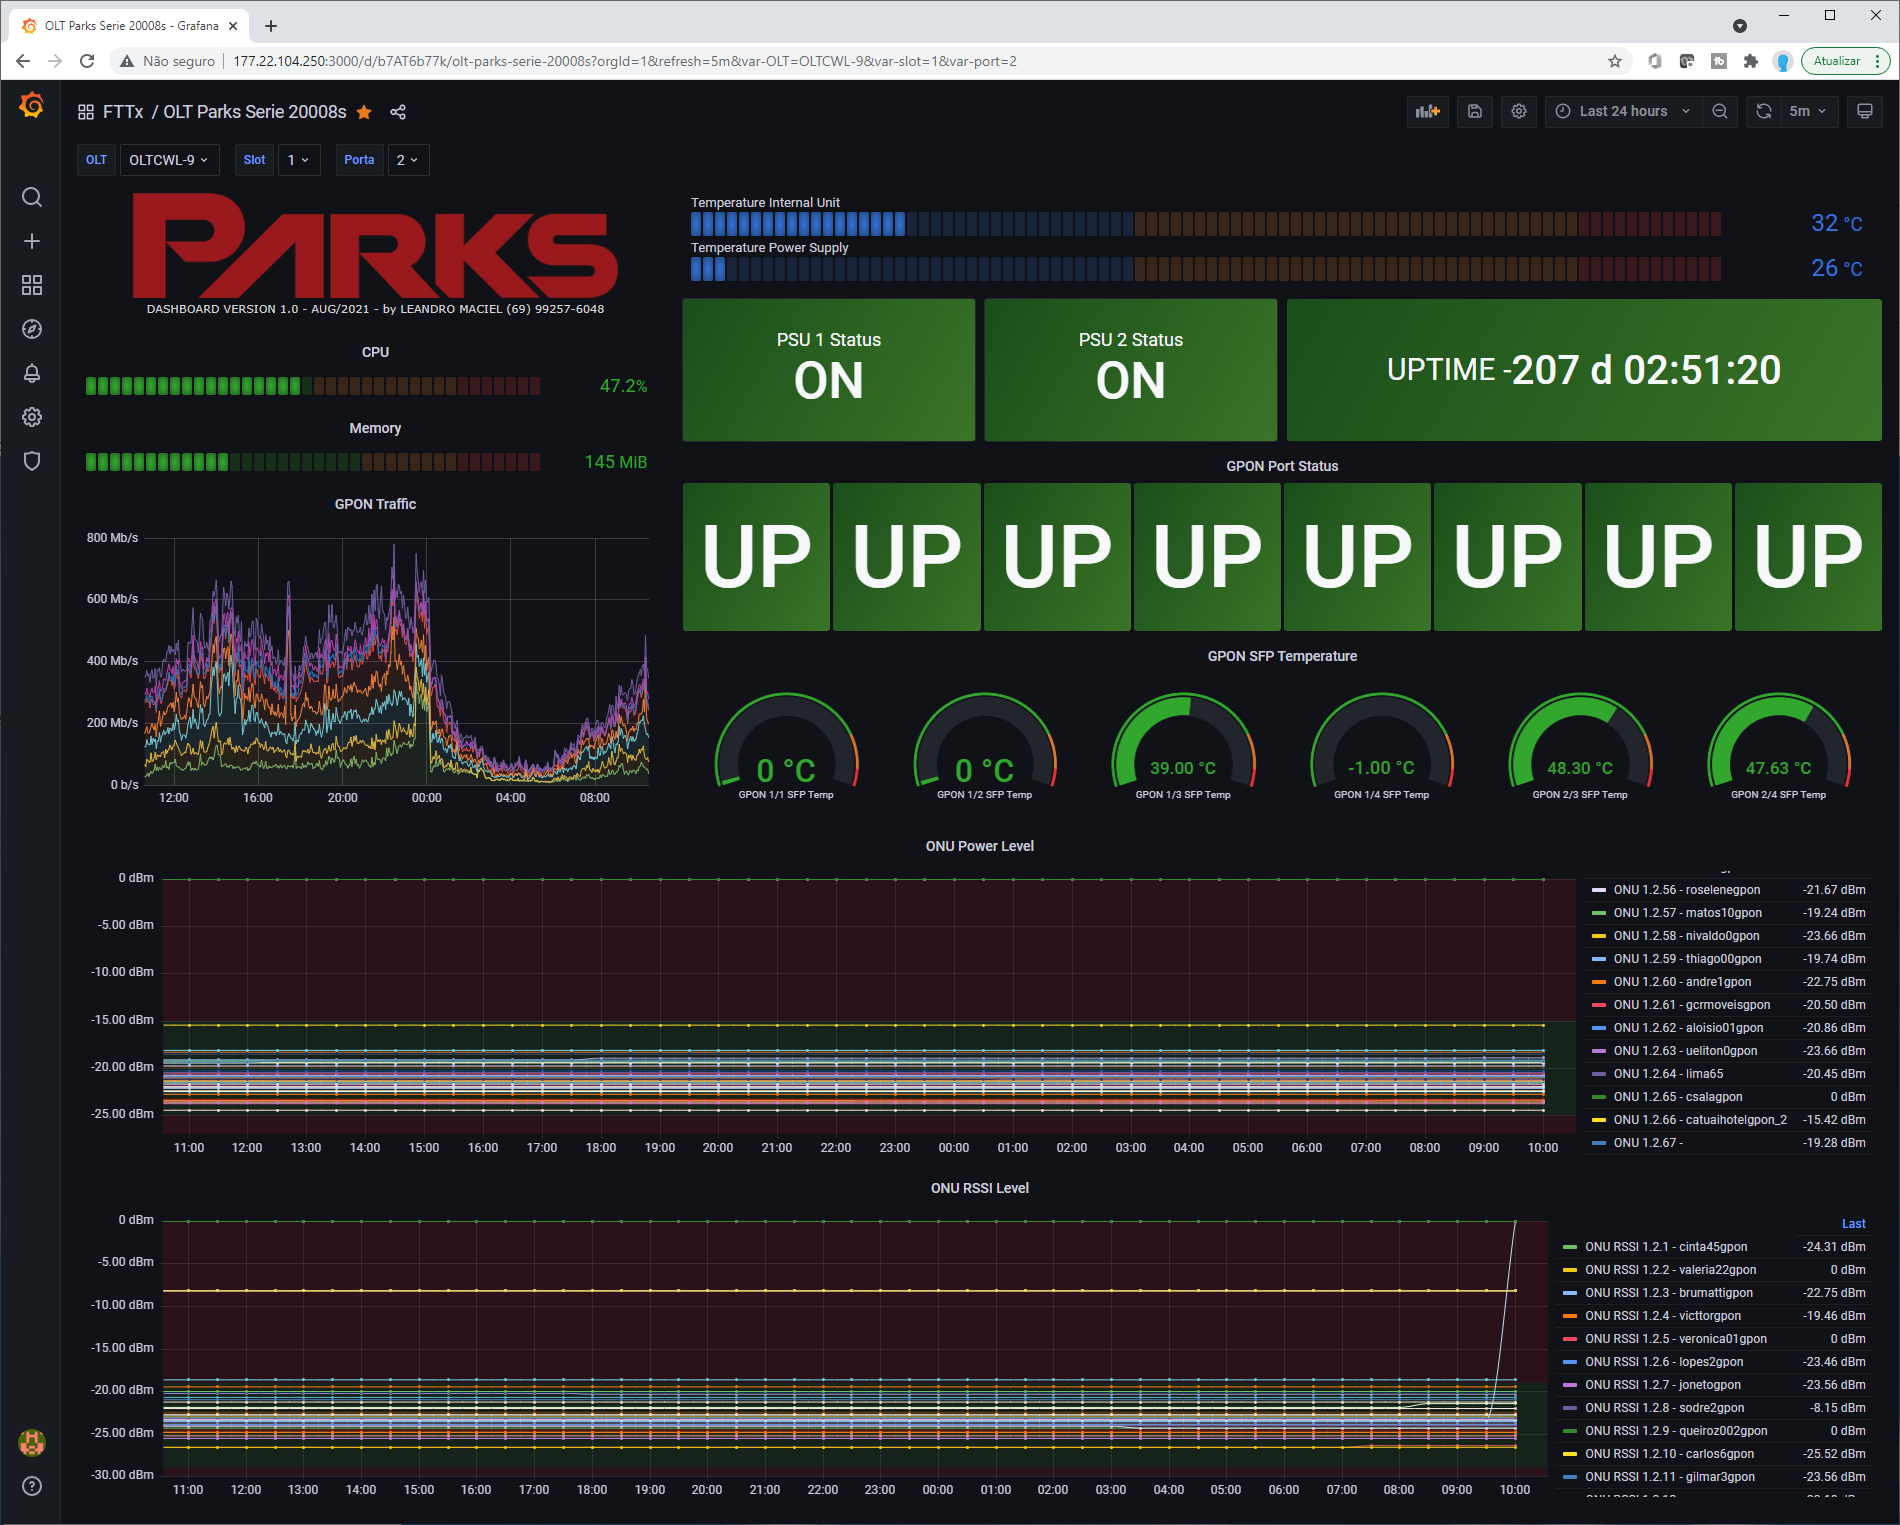 OLT Parks Serie 20008s - Grafana
Não seguro
177.22.104.250:3000/d/b7AT6b77k/olt-parks-serie-20008s?orgId=1&refresh=5m&var-OLT=OLTCWL-9&var-slot=1&var-port=2
Atualizar
FTTx / OLT Parks Serie 20008s
Last 24 hours
5m
OLT OLTCWL-9 Slot 1 Porta 2
PARKS
DASHBOARD VERSION 1.0 - AUG/2021 - by LEANDRO MACIEL (69) 99257-6048
CPU
47.2%
Memory
145 MiB
GPON Traffic
800 Mb/s
600 Mb/s
400 Mb/s
200 Mb/s
0 b/s
12:00 16:00 20:00 00:00 04:00 08:00
Temperature Internal Unit
32 °C
Temperature Power Supply
26 °C
PSU 1 Status
ON
PSU 2 Status
ON
UPTIME -207 d 02:51:20
GPON Port Status
UP UP UP UP UP UP UP UP
GPON SFP Temperature
0 °C
GPON 1/1 SFP Temp
0 °C
GPON 1/2 SFP Temp
39.00 °C
GPON 1/3 SFP Temp
-1.00 °C
GPON 1/4 SFP Temp
48.30 °C
GPON 2/3 SFP Temp
47.63 °C
GPON 2/4 SFP Temp
ONU Power Level
0 dBm
-5.00 dBm
-10.00 dBm
-15.00 dBm
-20.00 dBm
-25.00 dBm
11:00 12:00 13:00 14:00 15:00 16:00 17:00 18:00 19:00 20:00 21:00 22:00 23:00 00:00 01:00 02:00 03:00 04:00 05:00 06:00 07:00 08:00 09:00 10:00
ONU 1.2.56 - roselenegpon -21.67 dBm
ONU 1.2.57 - matos10gpon -19.24 dBm
ONU 1.2.58 - nivaldo0gpon -23.66 dBm
ONU 1.2.59 - thiago00gpon -19.74 dBm
ONU 1.2.60 - andre1gpon -22.75 dBm
ONU 1.2.61 - gcrmoveisgpon -20.50 dBm
ONU 1.2.62 - aloisio01gpon -20.86 dBm
ONU 1.2.63 - ueliton0gpon -23.66 dBm
ONU 1.2.64 - lima65 -20.45 dBm
ONU 1.2.65 - csalagpon 0 dBm
ONU 1.2.66 - catuaihotelgpon_2 -15.42 dBm
ONU 1.2.67 - -19.28 dBm
ONU RSSI Level
0 dBm
-5.00 dBm
-10.00 dBm
-15.00 dBm
-20.00 dBm
-25.00 dBm
-30.00 dBm
11:00 12:00 13:00 14:00 15:00 16:00 17:00 18:00 19:00 20:00 21:00 22:00 23:00 00:00 01:00 02:00 03:00 04:00 05:00 06:00 07:00 08:00 09:00 10:00
Last
ONU RSSI 1.2.1 - cinta45gpon -24.31 dBm
ONU RSSI 1.2.2 - valeria22gpon 0 dBm
ONU RSSI 1.2.3 - brumattigpon -22.75 dBm
ONU RSSI 1.2.4 - victtorgpon -19.46 dBm
ONU RSSI 1.2.5 - veronica01gpon 0 dBm
ONU RSSI 1.2.6 - lopes2gpon -23.46 dBm
ONU RSSI 1.2.7 - jonetogpon -23.56 dBm
ONU RSSI 1.2.8 - sodre2gpon -8.15 dBm
ONU RSSI 1.2.9 - queiroz002gpon 0 dBm
ONU RSSI 1.2.10 - carlos6gpon -25.52 dBm
ONU RSSI 1.2.11 - gilmar3gpon -23.56 dBm